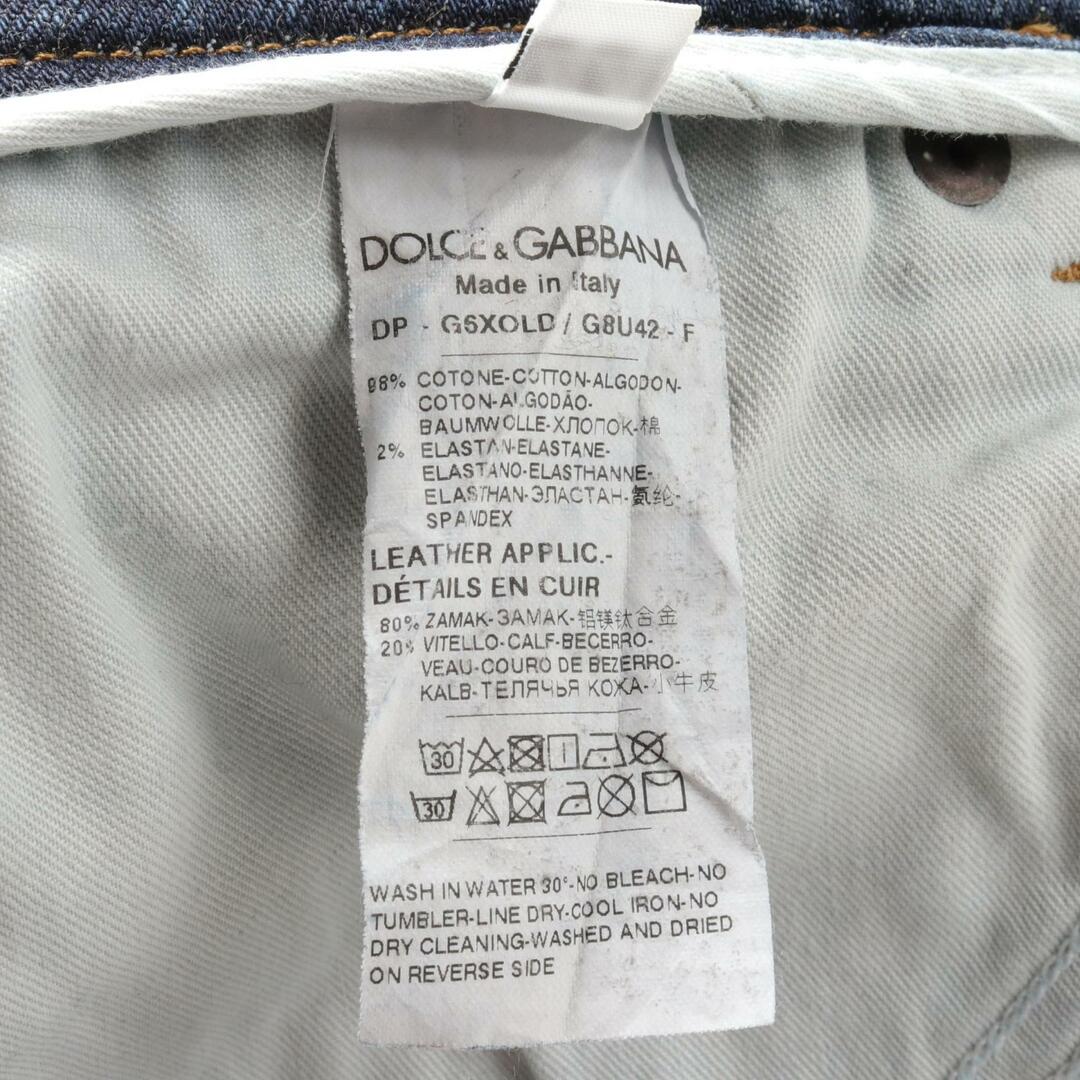 DOLCE & GABBANA
Made in Italy
DP - G6XOLD / G8U42 - F
98% COTONE-COTTON-ALGODON-
COTON-ALGODÃO-
BAUMWOLLE-ХЛОПОК-棉
2% ELASTAN-ELASTANE-
ELASTANO-ELASTHANNE-
ELASTHAN-ЭЛАСТАН-氨纶-
SPANDEX
LEATHER APPLIC.-
DÉTAILS EN CUIR
80% ZAMAK-ЗАМАК-铝镁钛合金
20% VITELLO-CALF-BECERRO-
VEAU-COURO DE BEZERRO-
KALB-ТЕЛЯЧЬЯ КОЖА-小牛皮
30
30
WASH IN WATER 30°-NO BLEACH-NO
TUMBLER-LINE DRY-COOL IRON-NO
DRY CLEANING-WASHED AND DRIED
ON REVERSE SIDE